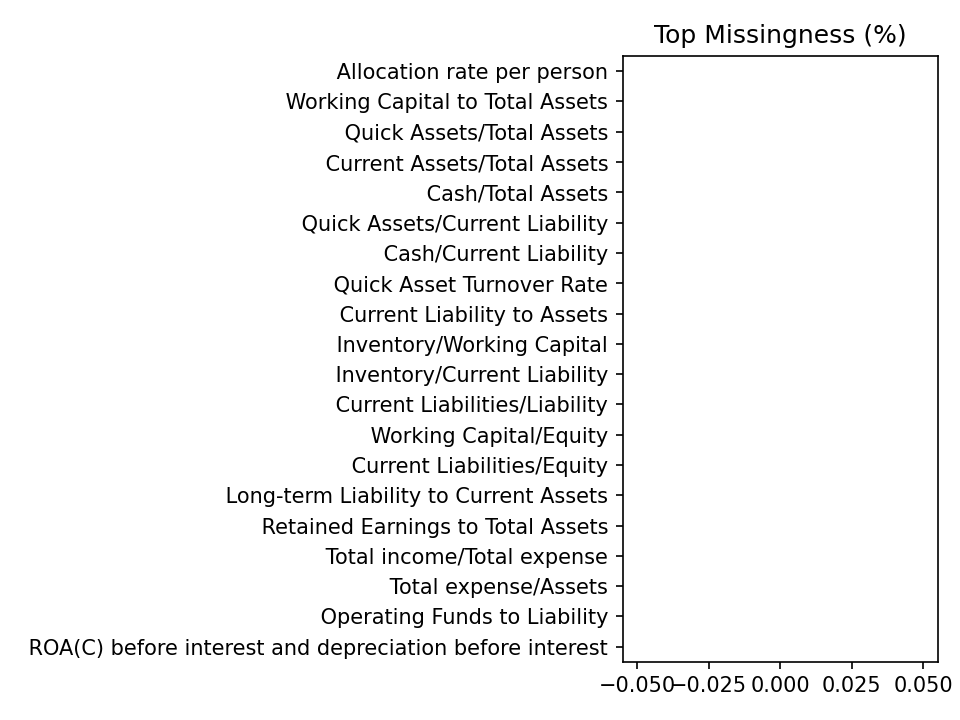 Top Missingness (%)
Allocation rate per person
Working Capital to Total Assets
Quick Assets/Total Assets
Current Assets/Total Assets
Cash/Total Assets
Quick Assets/Current Liability
Cash/Current Liability
Quick Asset Turnover Rate
Current Liability to Assets
Inventory/Working Capital
Inventory/Current Liability
Current Liabilities/Liability
Working Capital/Equity
Current Liabilities/Equity
Long-term Liability to Current Assets
Retained Earnings to Total Assets
Total income/Total expense
Total expense/Assets
Operating Funds to Liability
ROA(C) before interest and depreciation before interest
−0.050 −0.025 0.000 0.025 0.050